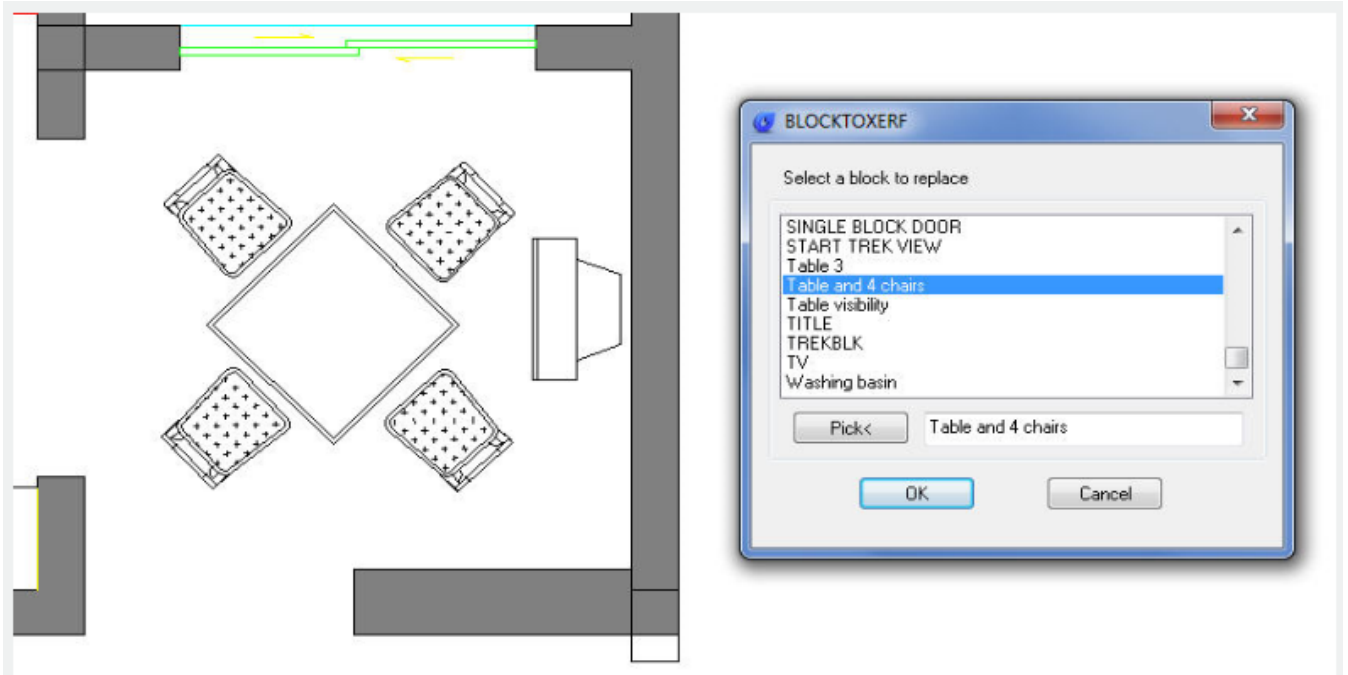 BLOCKTOXERF
Select a block to replace
SINGLE BLOCK DOOR
START TREK VIEW
Table 3
Table and 4 chairs
Table visibility
TITLE
TREKBLK
TV
Washing basin
Pick< Table and 4 chairs
OK Cancel